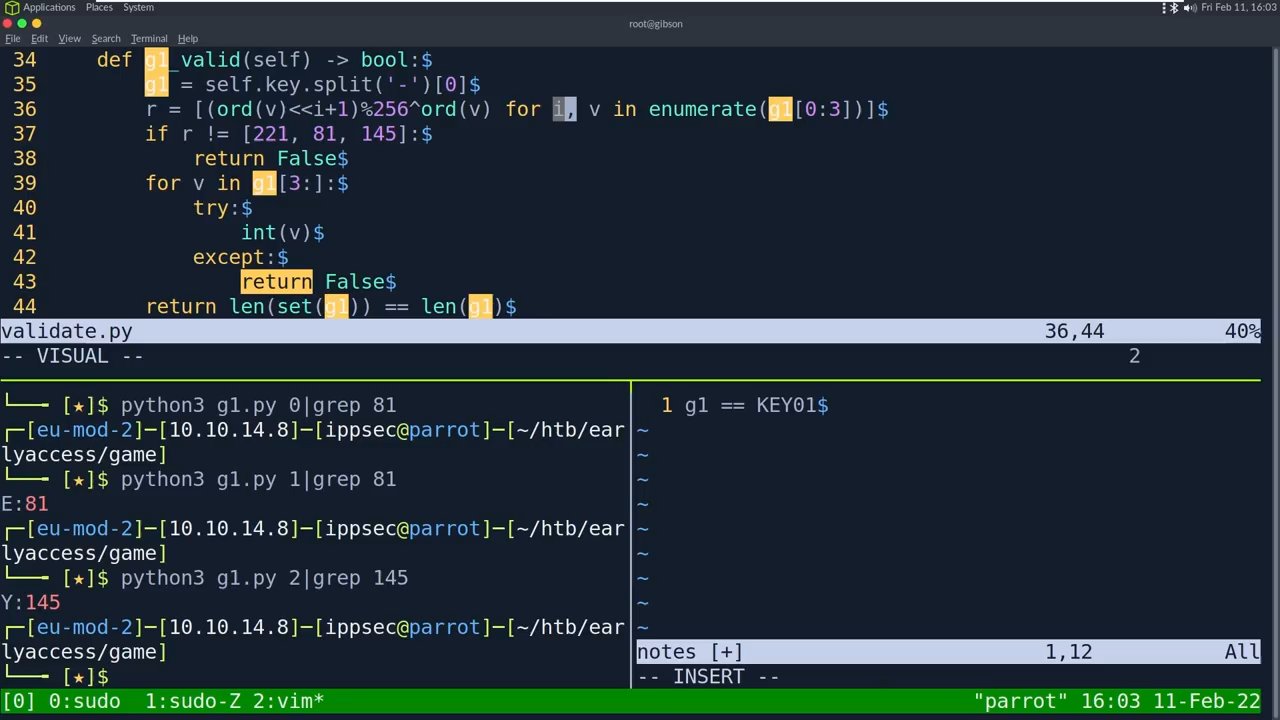 Applications Places System Fri Feb 11, 16:03
root@gibson
File Edit View Search Terminal Help
34     def g1_valid(self) -> bool:$
35         g1 = self.key.split('-')[0]$
36         r = [(ord(v)<<i+1)%256^ord(v) for i, v in enumerate(g1[0:3])]$
37         if r != [221, 81, 145]:$
38             return False$
39         for v in g1[3:]:$
40             try:$
41                 int(v)$
42             except:$
43                 return False$
44         return len(set(g1)) == len(g1)$
validate.py 36,44 40%
-- VISUAL -- 2
└── [★]$ python3 g1.py 0|grep 81
┌─[eu-mod-2]─[10.10.14.8]─[ippsec@parrot]─[~/htb/ear
lyaccess/game]
└── [★]$ python3 g1.py 1|grep 81
E:81
┌─[eu-mod-2]─[10.10.14.8]─[ippsec@parrot]─[~/htb/ear
lyaccess/game]
└── [★]$ python3 g1.py 2|grep 145
Y:145
┌─[eu-mod-2]─[10.10.14.8]─[ippsec@parrot]─[~/htb/ear
lyaccess/game]
└── [★]$
1 g1 == KEY01$
~
~
~
~
~
~
~
~
~
notes [+] 1,12 All
-- INSERT --
[0] 0:sudo  1:sudo-Z 2:vim* "parrot" 16:03 11-Feb-22